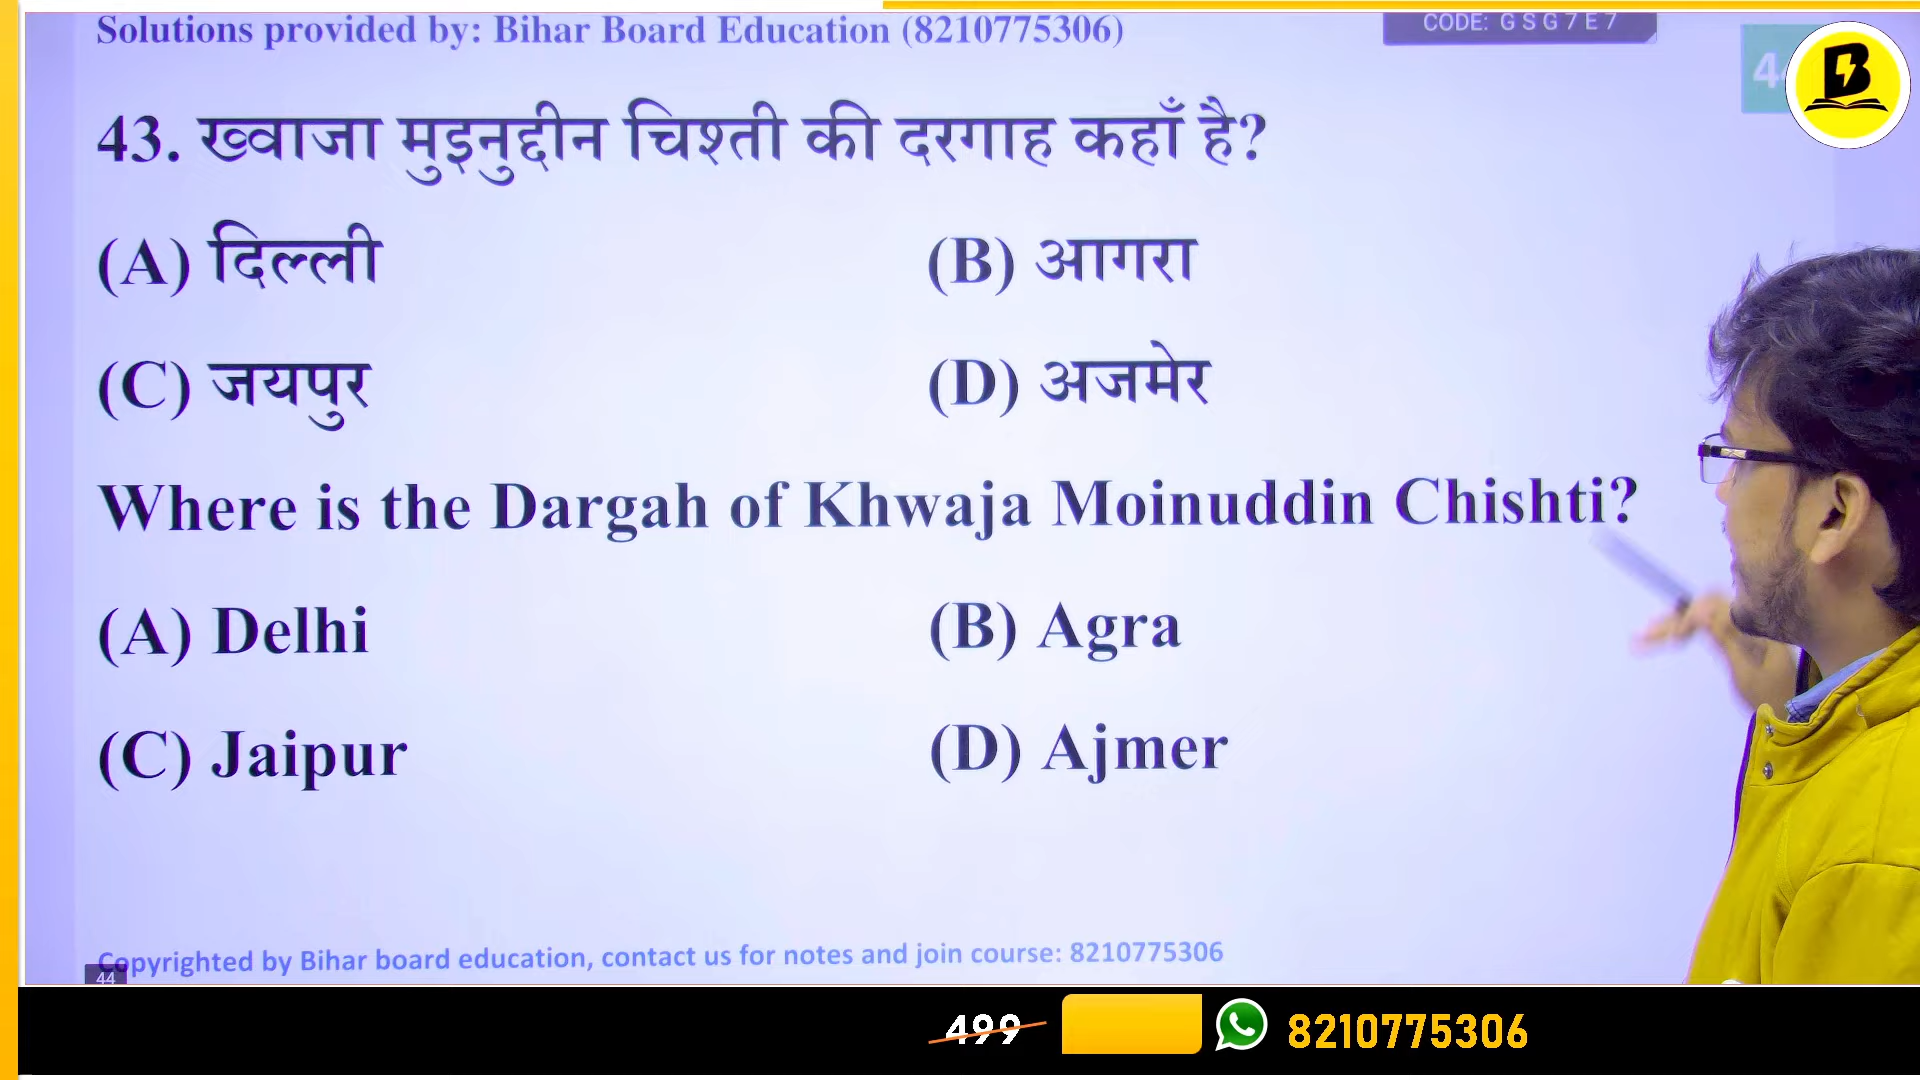 Solutions provided by: Bihar Board Education (8210775306)
CODE: G S G 7 E 7
43. ख्वाजा मुइनुद्दीन चिश्ती की दरगाह कहाँ है?
(A) दिल्ली (B) आगरा
(C) जयपुर (D) अजमेर
Where is the Dargah of Khwaja Moinuddin Chishti?
(A) Delhi (B) Agra
(C) Jaipur (D) Ajmer
Copyrighted by Bihar board education, contact us for notes and join course: 8210775306
44
499 8210775306